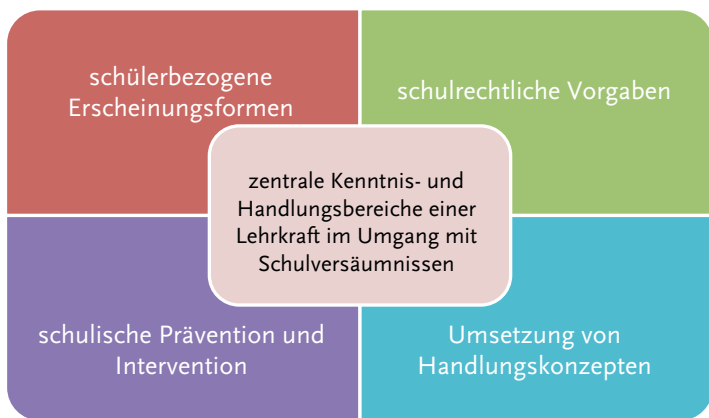 schülerbezogene
Erscheinungsformen
schulrechtliche Vorgaben
zentrale Kenntnis- und
Handlungsbereiche einer
Lehrkraft im Umgang mit
Schulversäumnissen
schulische Prävention und
Intervention
Umsetzung von
Handlungskonzepten